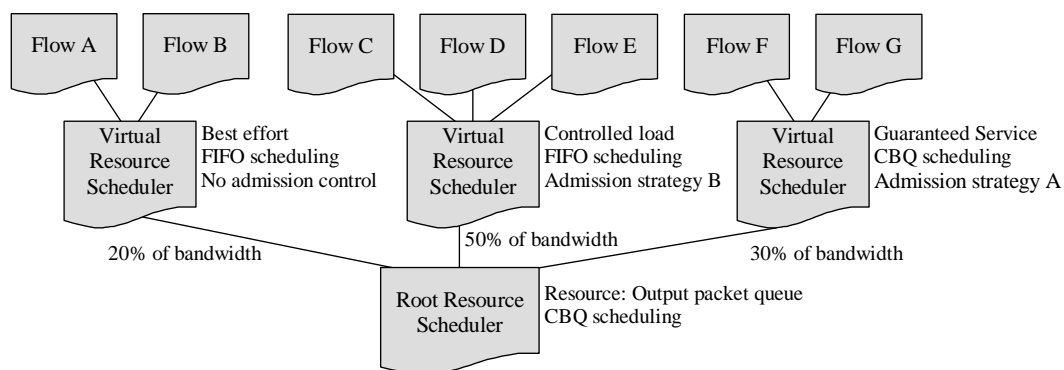 Flow A
Flow B
Flow C
Flow D
Flow E
Flow F
Flow G
Virtual
Resource
Scheduler
Best effort
FIFO scheduling
No admission control
Virtual
Resource
Scheduler
Controlled load
FIFO scheduling
Admission strategy B
Virtual
Resource
Scheduler
Guaranteed Service
CBQ scheduling
Admission strategy A
20% of bandwidth
50% of bandwidth
30% of bandwidth
Root Resource
Scheduler
Resource: Output packet queue
CBQ scheduling